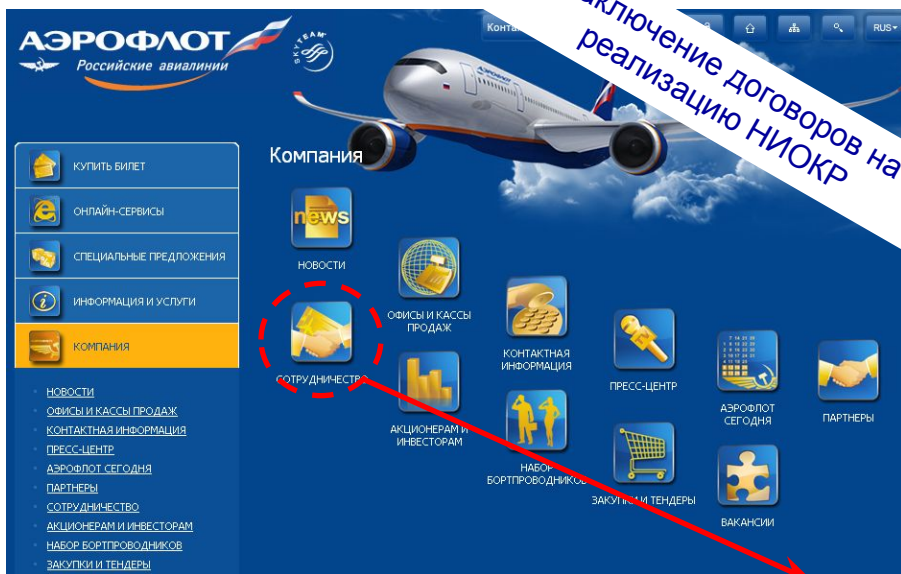 АЭРОФЛОТ
Российские авиалинии
SKYTEAM
RUS
реализацию НИОКР
договоров на
КУПИТЬ БИЛЕТ
ОНЛАЙН-СЕРВИСЫ
СПЕЦИАЛЬНЫЕ ПРЕДЛОЖЕНИЯ
ИНФОРМАЦИЯ И УСЛУГИ
КОМПАНИЯ
НОВОСТИ
ОФИСЫ И КАССЫ ПРОДАЖ
КОНТАКТНАЯ ИНФОРМАЦИЯ
ПРЕСС-ЦЕНТР
АЭРОФЛОТ СЕГОДНЯ
ПАРТНЕРЫ
СОТРУДНИЧЕСТВО
АКЦИОНЕРАМ И ИНВЕСТОРАМ
НАБОР БОРТПРОВОДНИКОВ
ЗАКУПКИ И ТЕНДЕРЫ
Компания
news
НОВОСТИ
ОФИСЫ И КАССЫ
ПРОДАЖ
КОНТАКТНАЯ
ИНФОРМАЦИЯ
ПРЕСС-ЦЕНТР
АЭРОФЛОТ
СЕГОДНЯ
ПАРТНЕРЫ
СОТРУДНИЧЕСТВО
АКЦИОНЕРАМ И
ИНВЕСТОРАМ
НАБОР
БОРТПРОВОДНИКОВ
ЗАКУПКИ И ТЕНДЕРЫ
ВАКАНСИИ